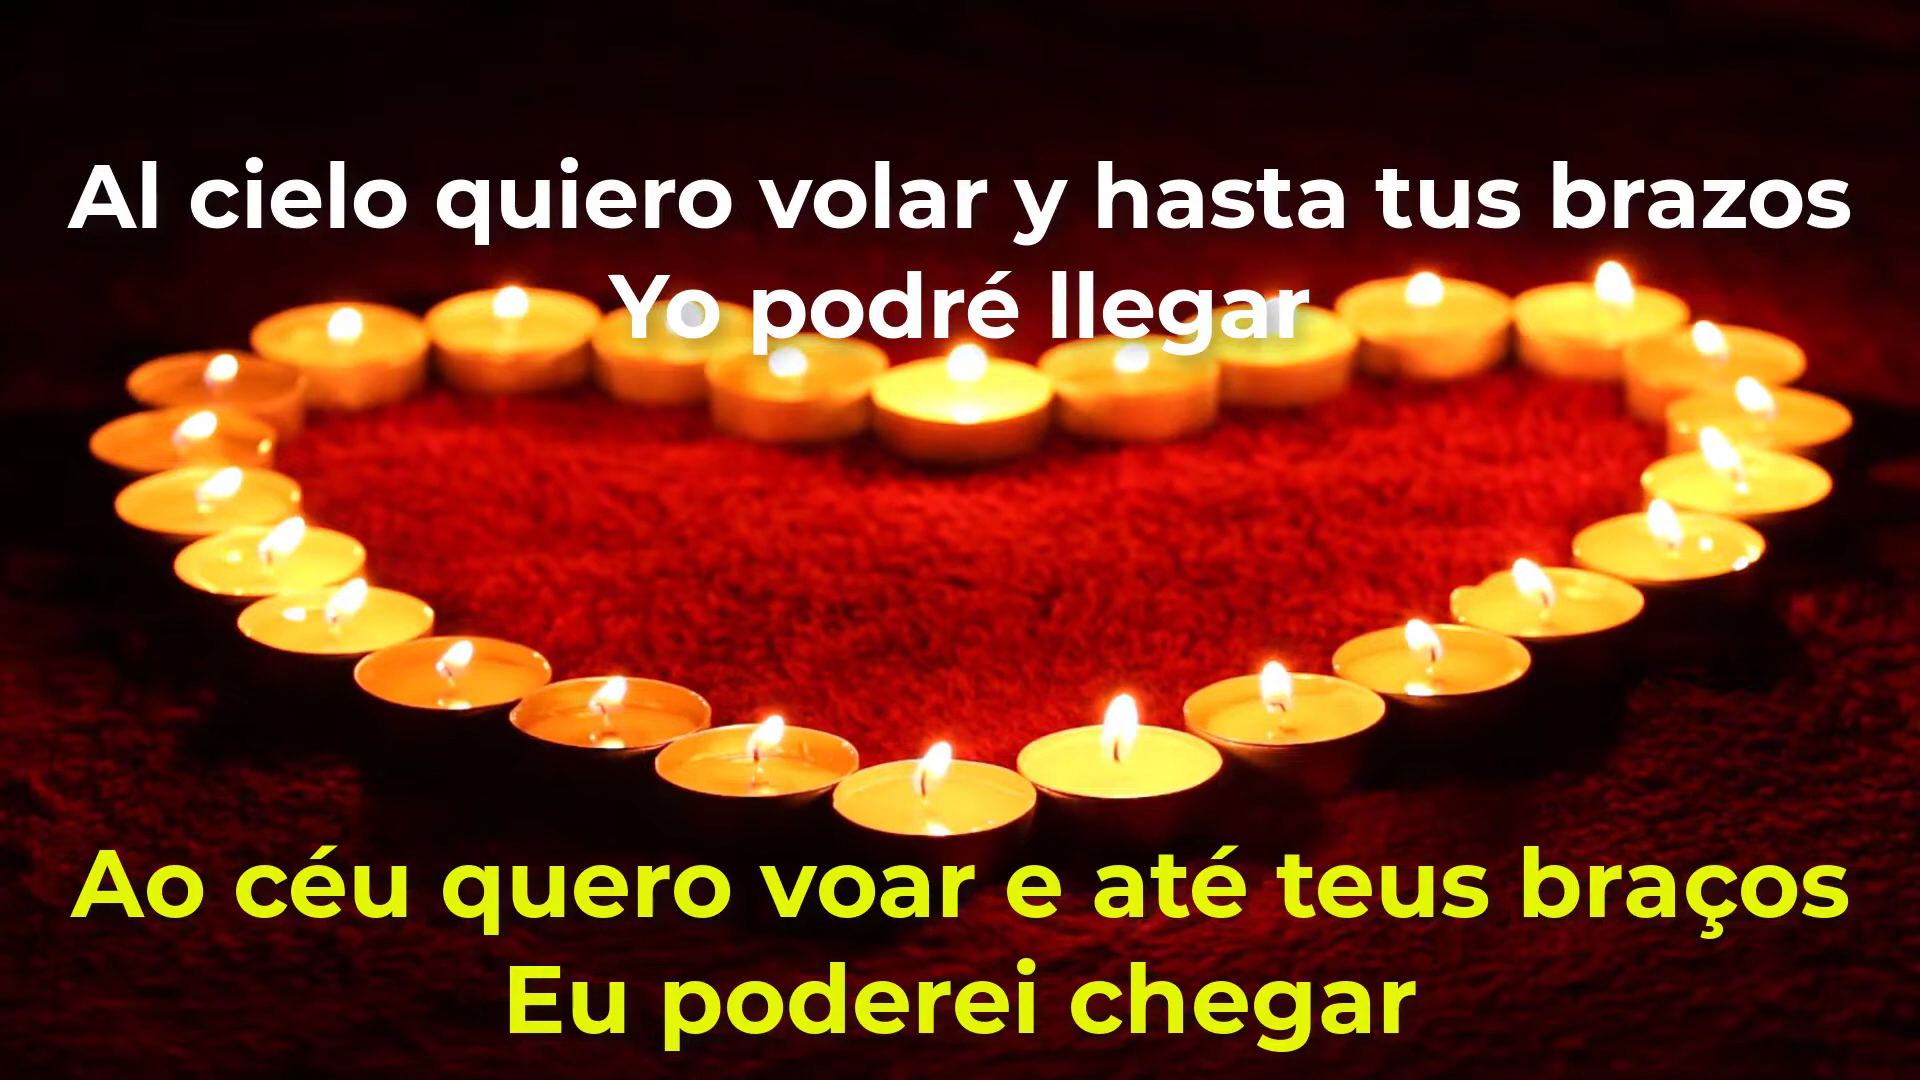 Al cielo quiero volar y hasta tus brazos
Yo podré llegar
Ao céu quero voar e até teus braços
Eu poderei chegar